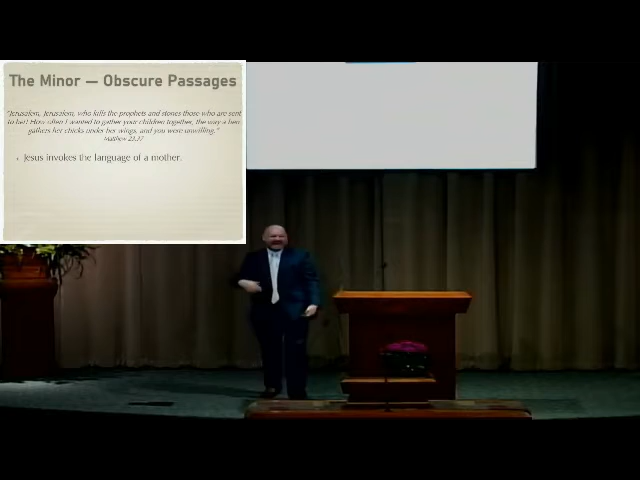 The Minor — Obscure Passages
"Jerusalem, Jerusalem, who kills the prophets and stones those who are sent
to her! How often I wanted to gather your children together, the way a hen
gathers her chicks under her wings, and you were unwilling."
Matthew 23:37
• Jesus invokes the language of a mother.